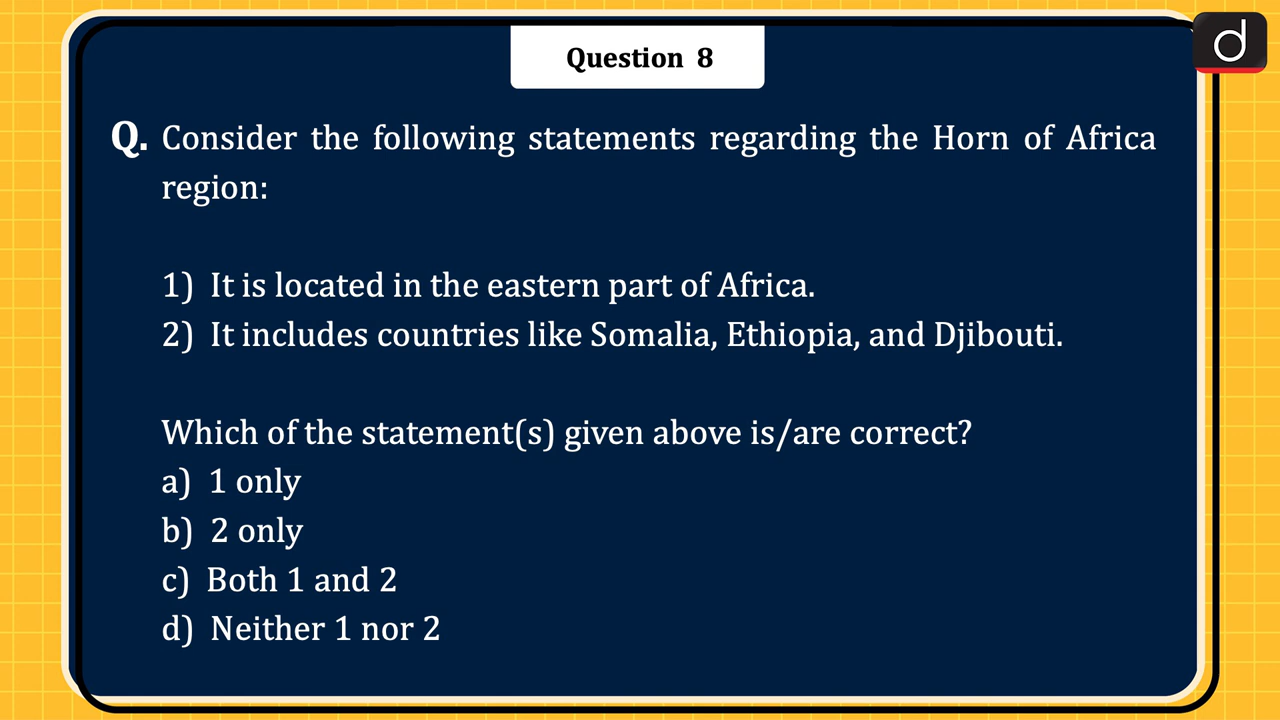 Question 8
d
Q. Consider the following statements regarding the Horn of Africa
region:
1) It is located in the eastern part of Africa.
2) It includes countries like Somalia, Ethiopia, and Djibouti.
Which of the statement(s) given above is/are correct?
a) 1 only
b) 2 only
c) Both 1 and 2
d) Neither 1 nor 2